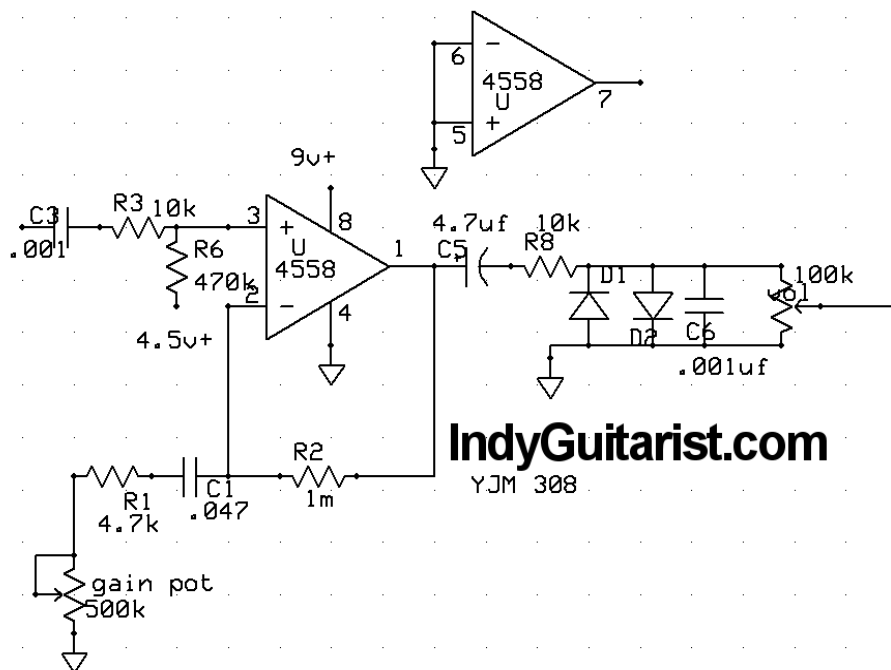 6
4558
U
7
5
9v+
C3
R3
10k
3
8
.001
R6
U
4558
1
4.7uf
C5
10k
R8
470k
2
4
4.5v+
D1
100k
vol
D2
C6
.001uf
R2
1m
C1
.047
R1
4.7k
IndyGuitarist.com
YJM 308
gain pot
500k